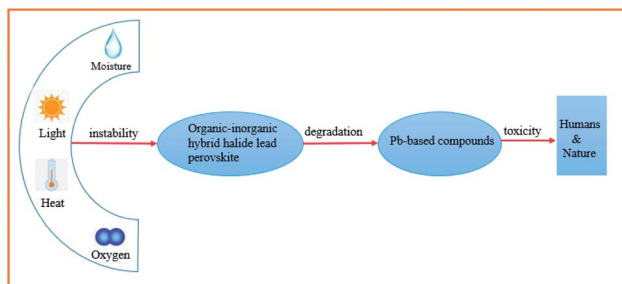 Moisture
Light
Heat
Oxygen
instability
Organic-inorganic
hybrid halide lead
perovskite
degradation
Pb-based compounds
toxicity
Humans
&
Nature